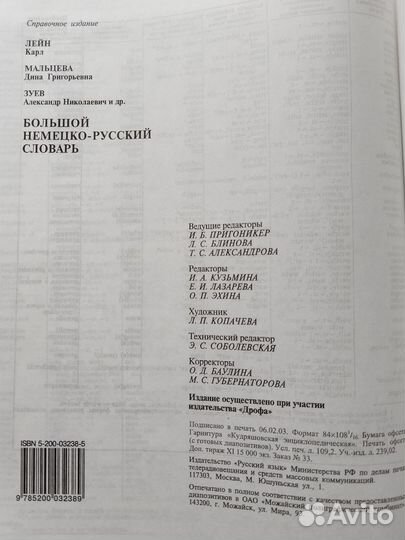 Справочное издание
ЛЕЙН
Карл
МАЛЬЦЕВА
Дина Григорьевна
ЗУЕВ
Александр Николаевич и др.
БОЛЬШОЙ
НЕМЕЦКО-РУССКИЙ
СЛОВАРЬ
Ведущие редакторы
И. Б. ПРИГОНИКЕР
Л. С. БЛИНОВА
Т. С. АЛЕКСАНДРОВА
Редакторы
И. А. КУЗЬМИНА
Е. И. ЛАЗАРЕВА
О. П. ЭХИНА
Художник
Л. П. КОПАЧЕВА
Технический редактор
Э. С. СОБОЛЕВСКАЯ
Корректоры
О. Д. БАУЛИНА
М. С. ГУБЕРНАТОРОВА
Издание осуществлено при участии
издательства «Дрофа»
Подписано в печать 06.02.03. Формат 84×108¹/₁₆. Бумага офсет
Гарнитура «Кудряшовская энциклопедическая». Печать офсет
(с готовых диапозитивов). Усл. печ. л. 109,2. Уч.-изд. л. 239,02.
Доп. тираж XI 15 000 экз. Заказ № 33.
Издательство «Русский язык» Министерства РФ по делам печа
телерадиовещания и средств массовых коммуникаций.
117303, Москва, М. Юшуньская ул., 1.
Отпечатано в полном соответствии с качеством предоставленных
диапозитивов в ОАО «Можайский полиграфический комбинат»
143200, г. Можайск, ул. Мира, 93
ISBN 5-200-03238-5
9 785200 032389
Avito